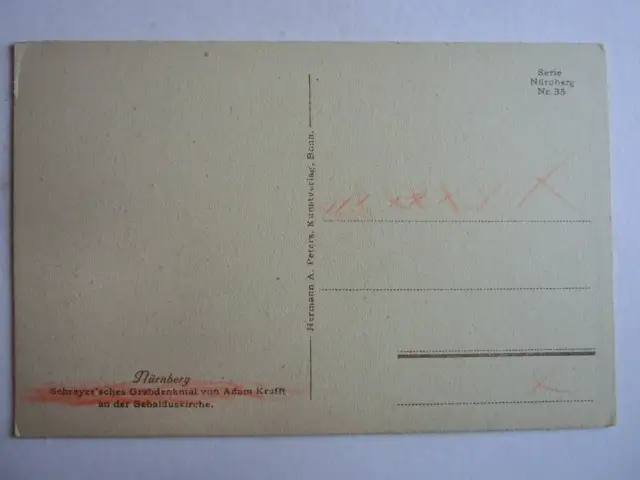 Serie
Nürnberg
Nr. 35
Hermann A. Peters, Kunstverlag, Bonn.
Nürnberg
Schreyer'sches Grabdenkmal von Adam Krafft
an der Sebalduskirche.